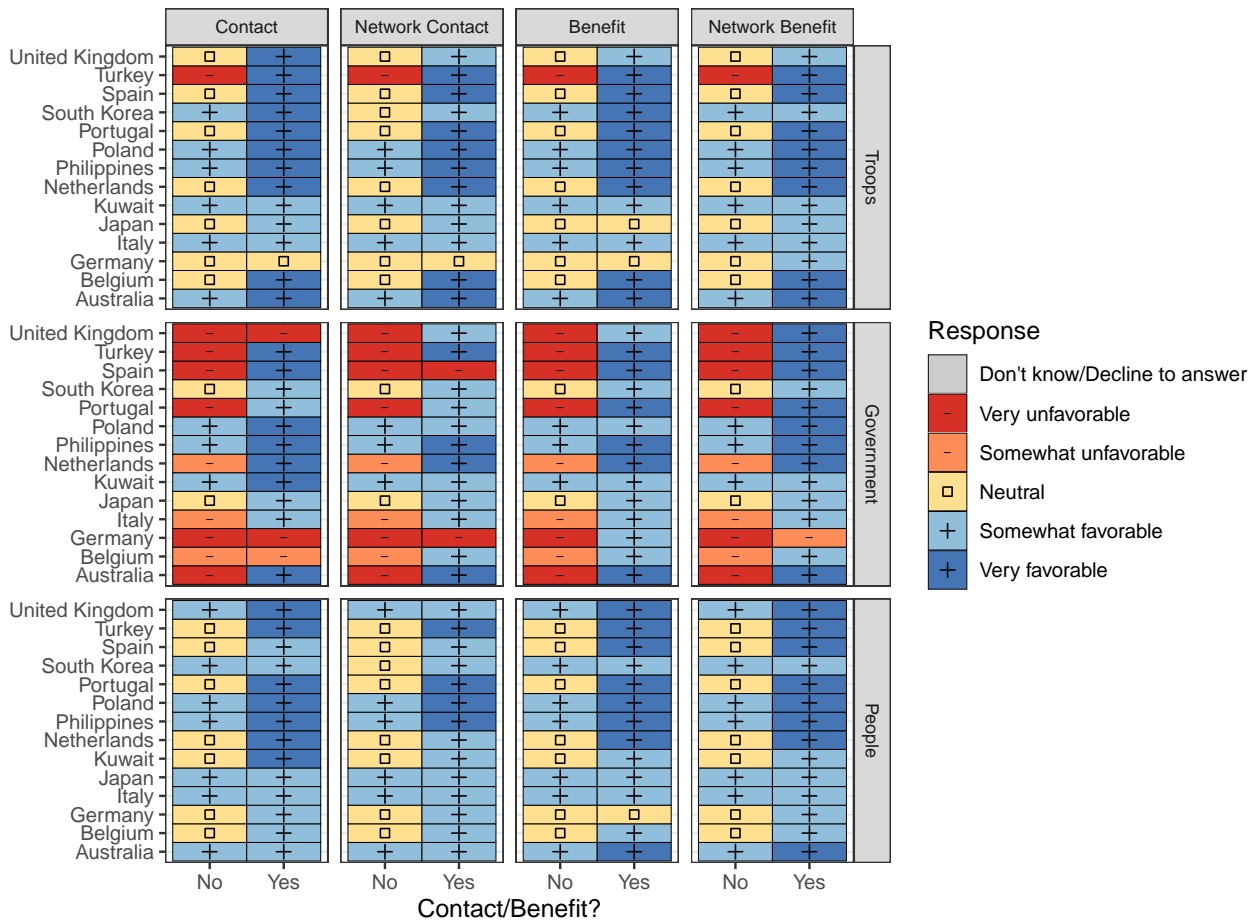 Contact
Network Contact
Benefit
Network Benefit
United Kingdom
Turkey
Spain
South Korea
Portugal
Poland
Philippines
Netherlands
Kuwait
Japan
Italy
Germany
Belgium
Australia
Troops
United Kingdom
Turkey
Spain
South Korea
Portugal
Poland
Philippines
Netherlands
Kuwait
Japan
Italy
Germany
Belgium
Australia
Government
United Kingdom
Turkey
Spain
South Korea
Portugal
Poland
Philippines
Netherlands
Kuwait
Japan
Italy
Germany
Belgium
Australia
People
No Yes No Yes No Yes No Yes
Contact/Benefit?
Response
Don't know/Decline to answer
Very unfavorable
Somewhat unfavorable
Neutral
Somewhat favorable
Very favorable